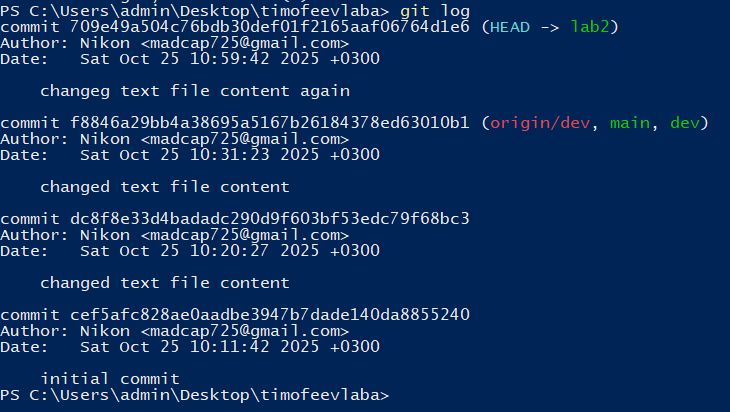 PS C:\Users\admin\Desktop\timofeevlaba> git log
commit 709e49a504c76bdb30def01f2165aaf06764d1e6 (HEAD -> lab2)
Author: Nikon <madcap725@gmail.com>
Date:   Sat Oct 25 10:59:42 2025 +0300
    changeg text file content again
commit f8846a29bb4a38695a5167b26184378ed63010b1 (origin/dev, main, dev)
Author: Nikon <madcap725@gmail.com>
Date:   Sat Oct 25 10:31:23 2025 +0300
    changed text file content
commit dc8f8e33d4badadc290d9f603bf53edc79f68bc3
Author: Nikon <madcap725@gmail.com>
Date:   Sat Oct 25 10:20:27 2025 +0300
    changed text file content
commit cef5afc828ae0aadbe3947b7dade140da8855240
Author: Nikon <madcap725@gmail.com>
Date:   Sat Oct 25 10:11:42 2025 +0300
    initial commit
PS C:\Users\admin\Desktop\timofeevlaba>